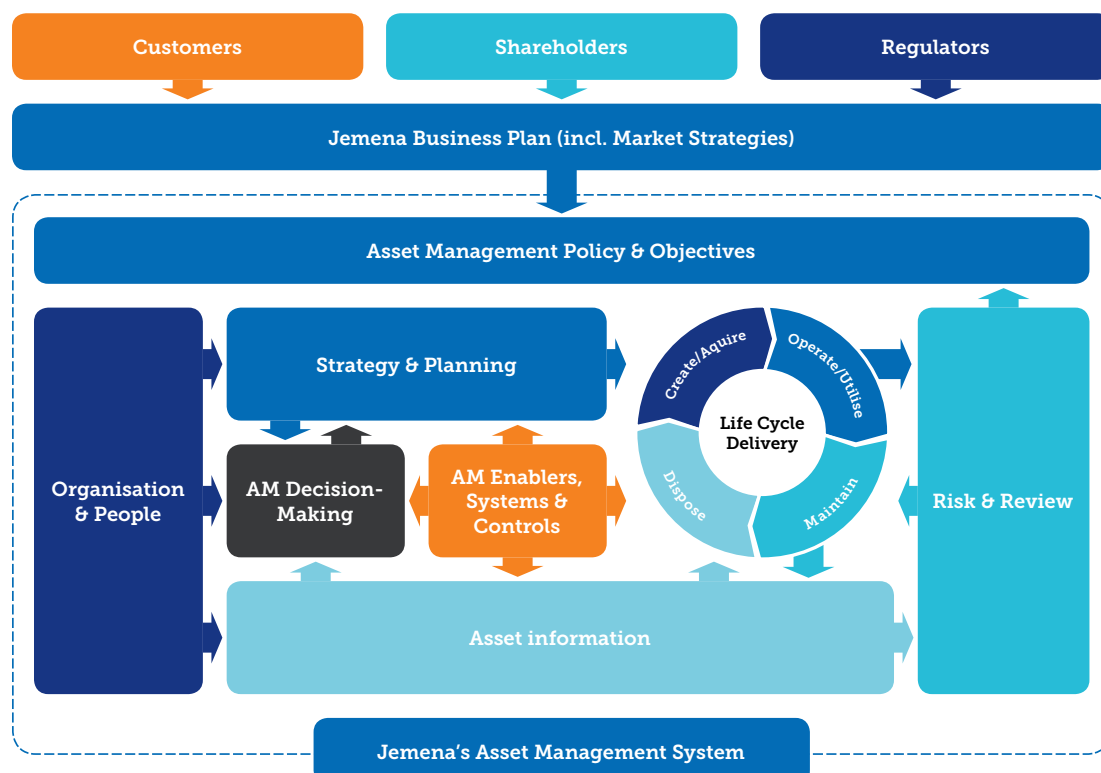 Customers
Shareholders
Regulators
Jemena Business Plan (incl. Market Strategies)
Asset Management Policy & Objectives
Organisation
& People
Strategy & Planning
AM Decision-
Making
AM Enablers,
Systems &
Controls
Create/Aquire
Operate/Utilise
Life Cycle
Delivery
Dispose
Maintain
Risk & Review
Asset information
Jemena’s Asset Management System